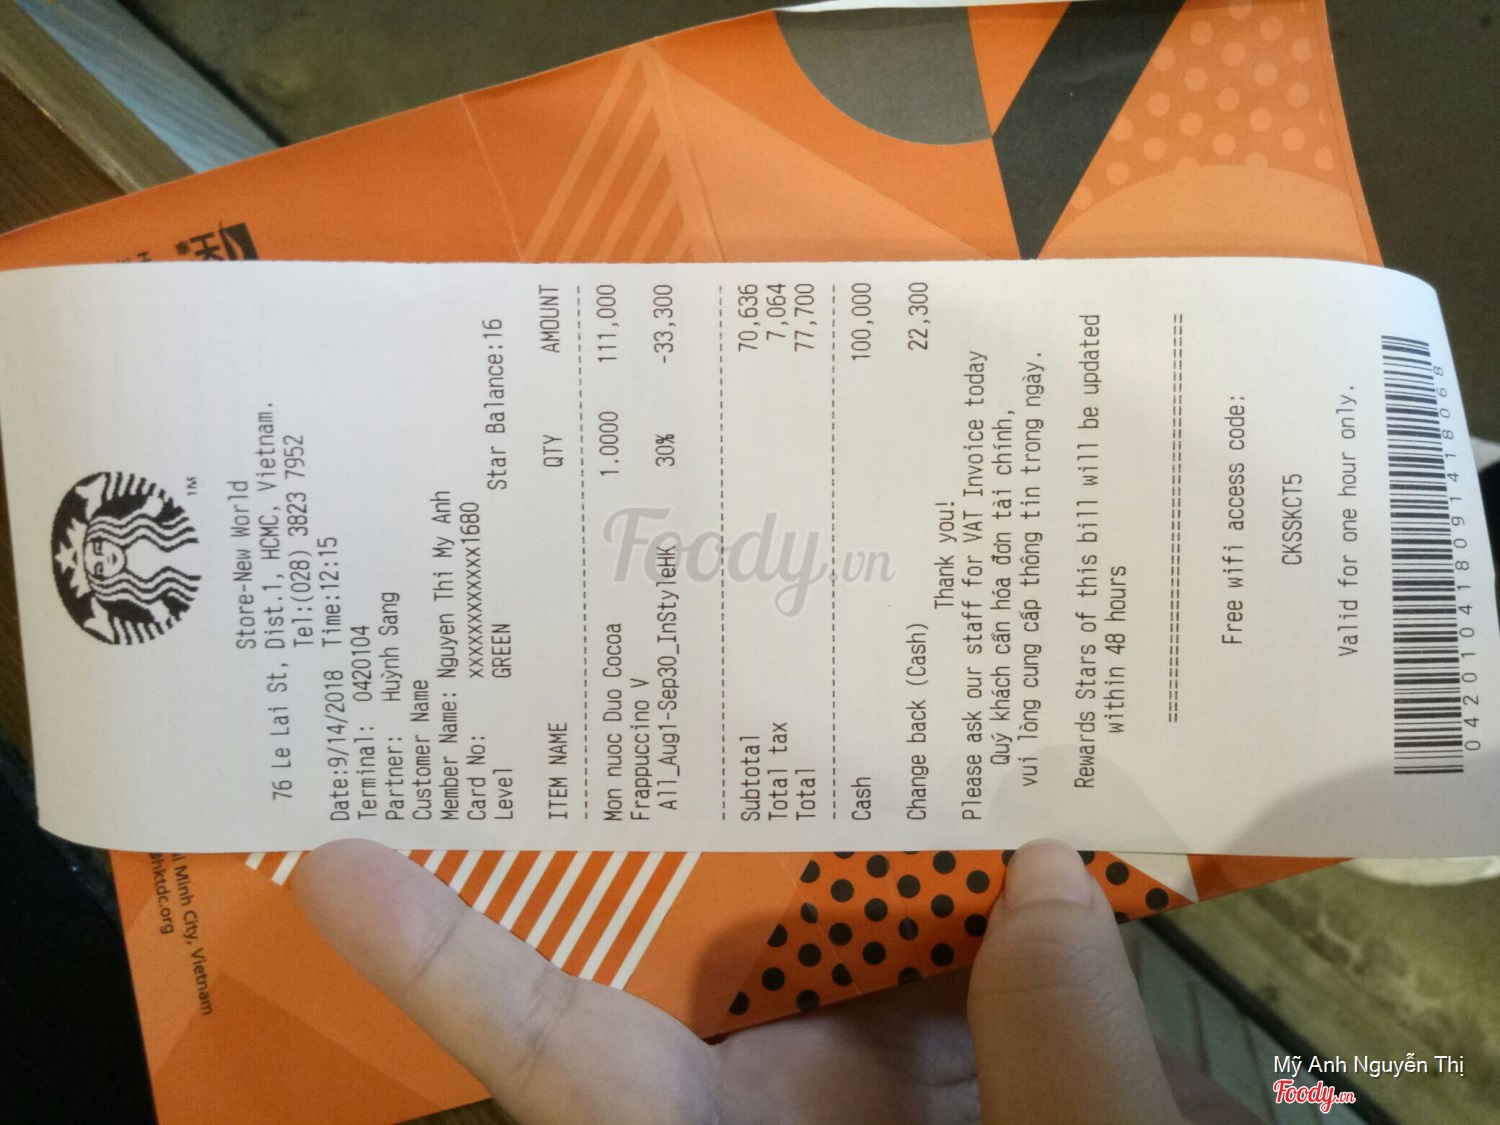 TM
Store-New World
76 Le Lai St, Dist.1, HCMC, Vietnam.
Tel:(028) 3823 7952
Date:9/14/2018 Time:12:15
Terminal: 0420104
Partner: Huỳnh Sang
Customer Name
Member Name: Nguyen Thi My Anh
Card No: xxxxxxxxxxxx1680
Level GREEN Star Balance:16
ITEM NAME QTY AMOUNT
Mon nuoc Duo Cocoa 1.0000 111,000
Frappuccino V
All_Aug1-Sep30_InStyleHK 30% -33,300
Subtotal 70,636
Total tax 7,064
Total 77,700
Cash 100,000
Change back (Cash) 22,300
Thank you!
Please ask our staff for VAT Invoice today
Quý khách cần hóa đơn tài chính,
vui lòng cung cấp thông tin trong ngày.
Rewards Stars of this bill will be updated
within 48 hours
Free wifi access code:
CKSSKCT5
Valid for one hour only.
042010418091418068
Minh City, Vietnam
hktdc.org
Foody.vn
Mỹ Anh Nguyễn Thị
Foody.vn